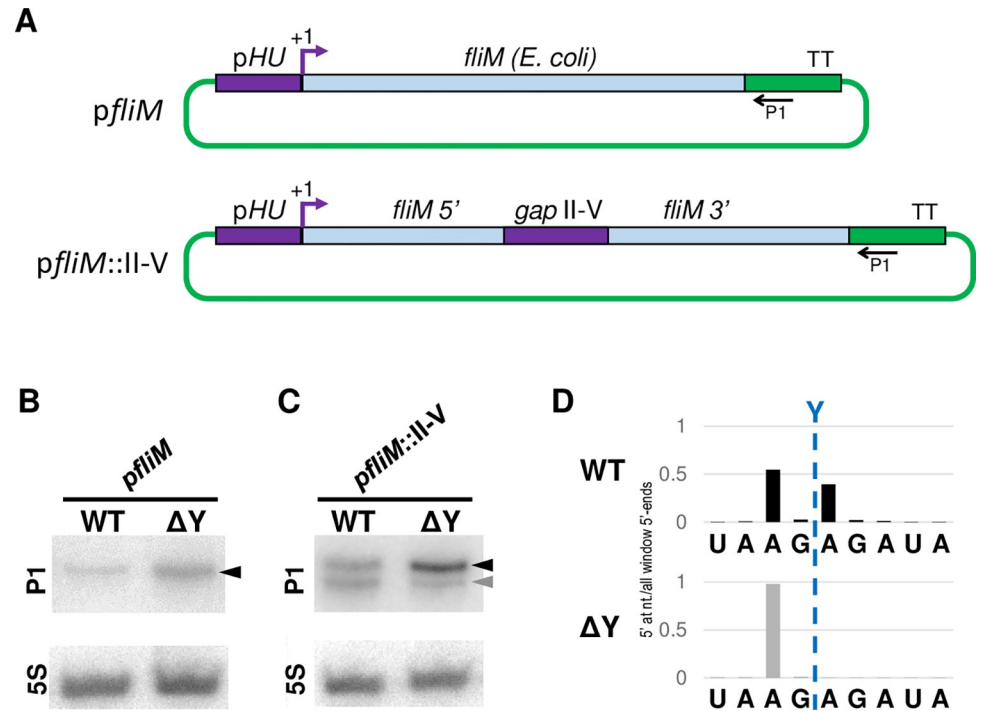 A
pHU +1 fliM (E. coli) TT
pfliM
P1
pHU +1 fliM 5’ gap II-V fliM 3’ TT
pfliM::II-V
P1
B
pfliM
WT ΔY
P1
5S
C
pfliM::II-V
WT ΔY
P1
5S
D
Y
WT
1
0.5
0
U A A G A G A U A
ΔY
1
0.5
0
U A A G A G A U A
5' at nt./all window 5'-ends